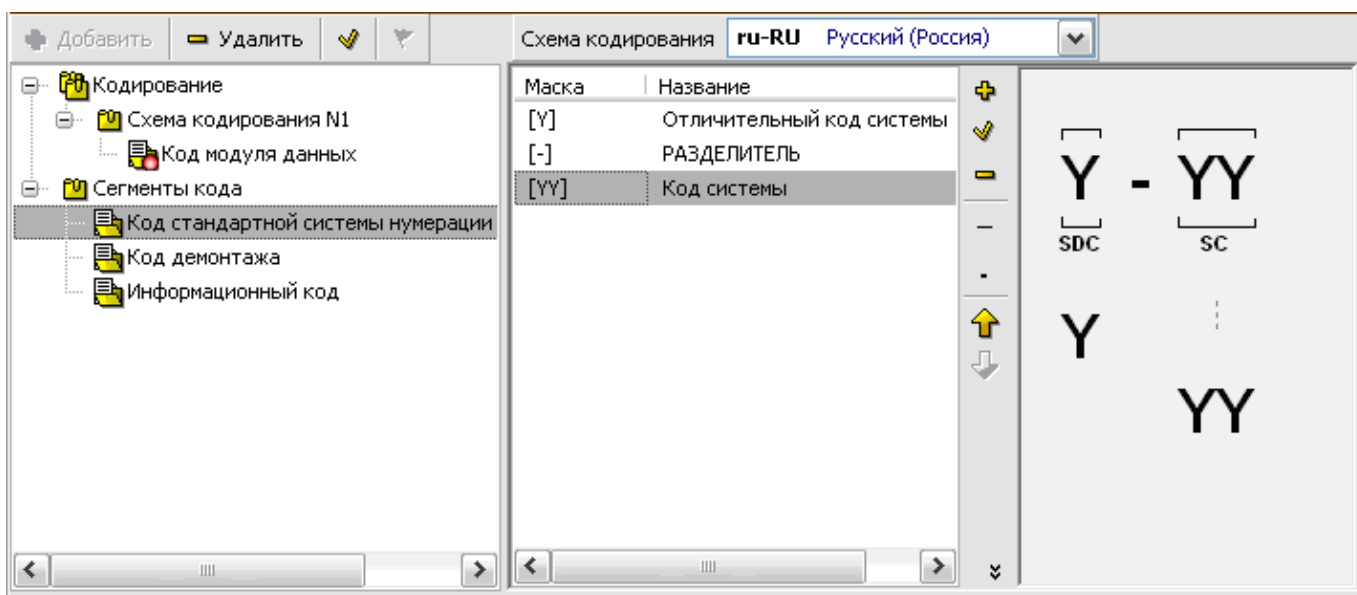 Добавить Удалить Схема кодирования ru-RU Русский (Россия)
Кодирование
Схема кодирования N1
Код модуля данных
Сегменты кода
Код стандартной системы нумерации
Код демонтажа
Информационный код
Маска Название
[Y] Отличительный код системы
[-] РАЗДЕЛИТЕЛЬ
[YY] Код системы
Y - YY
SDC SC
Y
YY